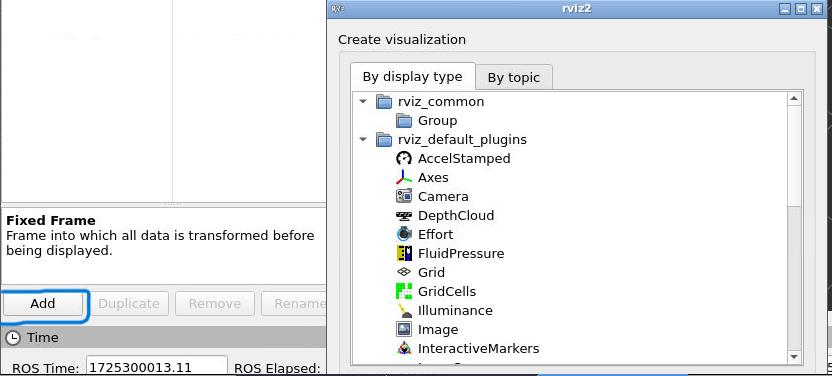 rviz2
Create visualization
By display type
By topic
rviz_common
Group
rviz_default_plugins
AccelStamped
Axes
Camera
DepthCloud
Effort
FluidPressure
Grid
GridCells
Illuminance
Image
InteractiveMarkers
Fixed Frame
Frame into which all data is transformed before
being displayed.
Add
Duplicate
Remove
Rename
Time
ROS Time: 1725300013.11 ROS Elapsed: